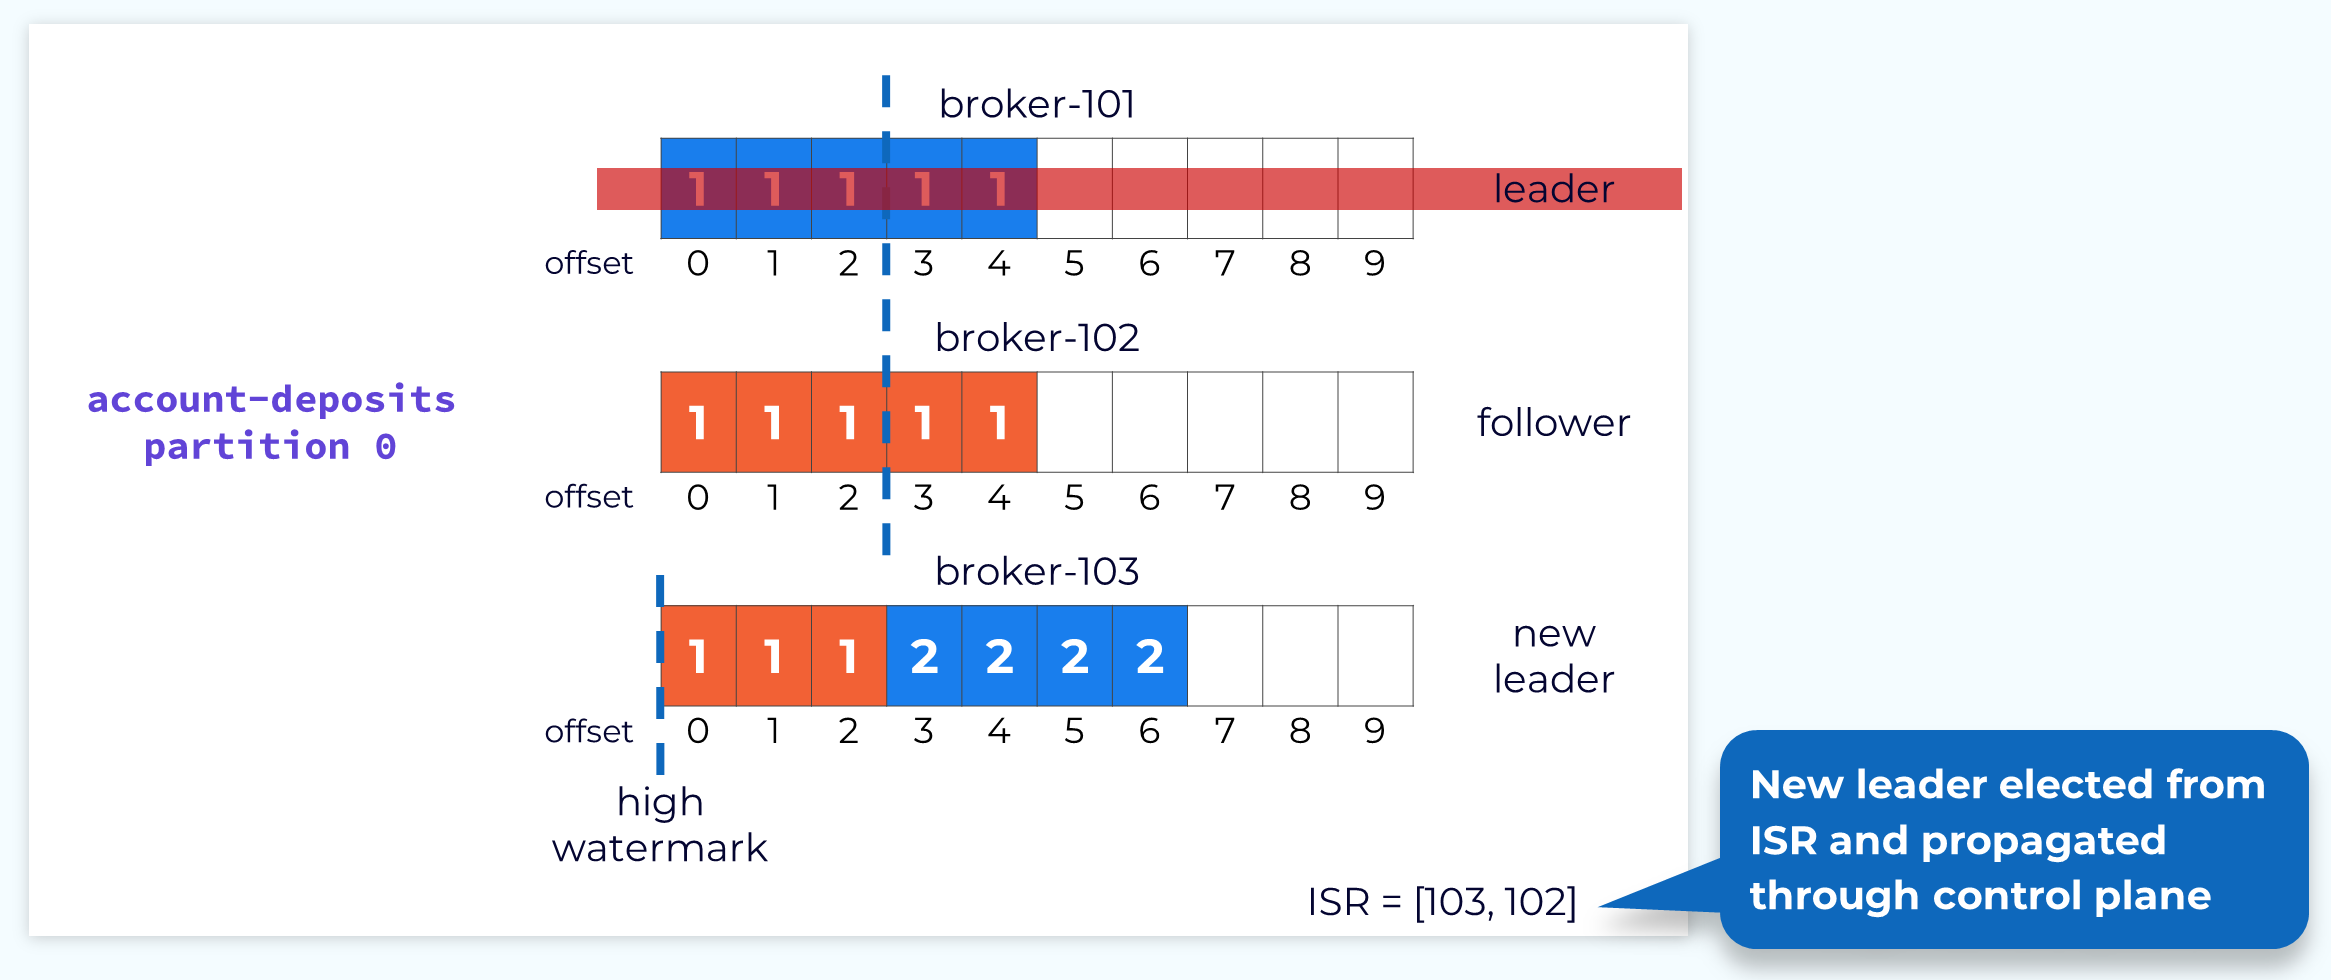 broker-101
1 1 1 1 1
leader
offset 0 1 2 3 4 5 6 7 8 9
broker-102
account-deposits
partition 0
1 1 1 1 1
follower
offset 0 1 2 3 4 5 6 7 8 9
broker-103
1 1 1 2 2 2 2
new
leader
offset 0 1 2 3 4 5 6 7 8 9
high
watermark
ISR = [103, 102]
New leader elected from
ISR and propagated
through control plane